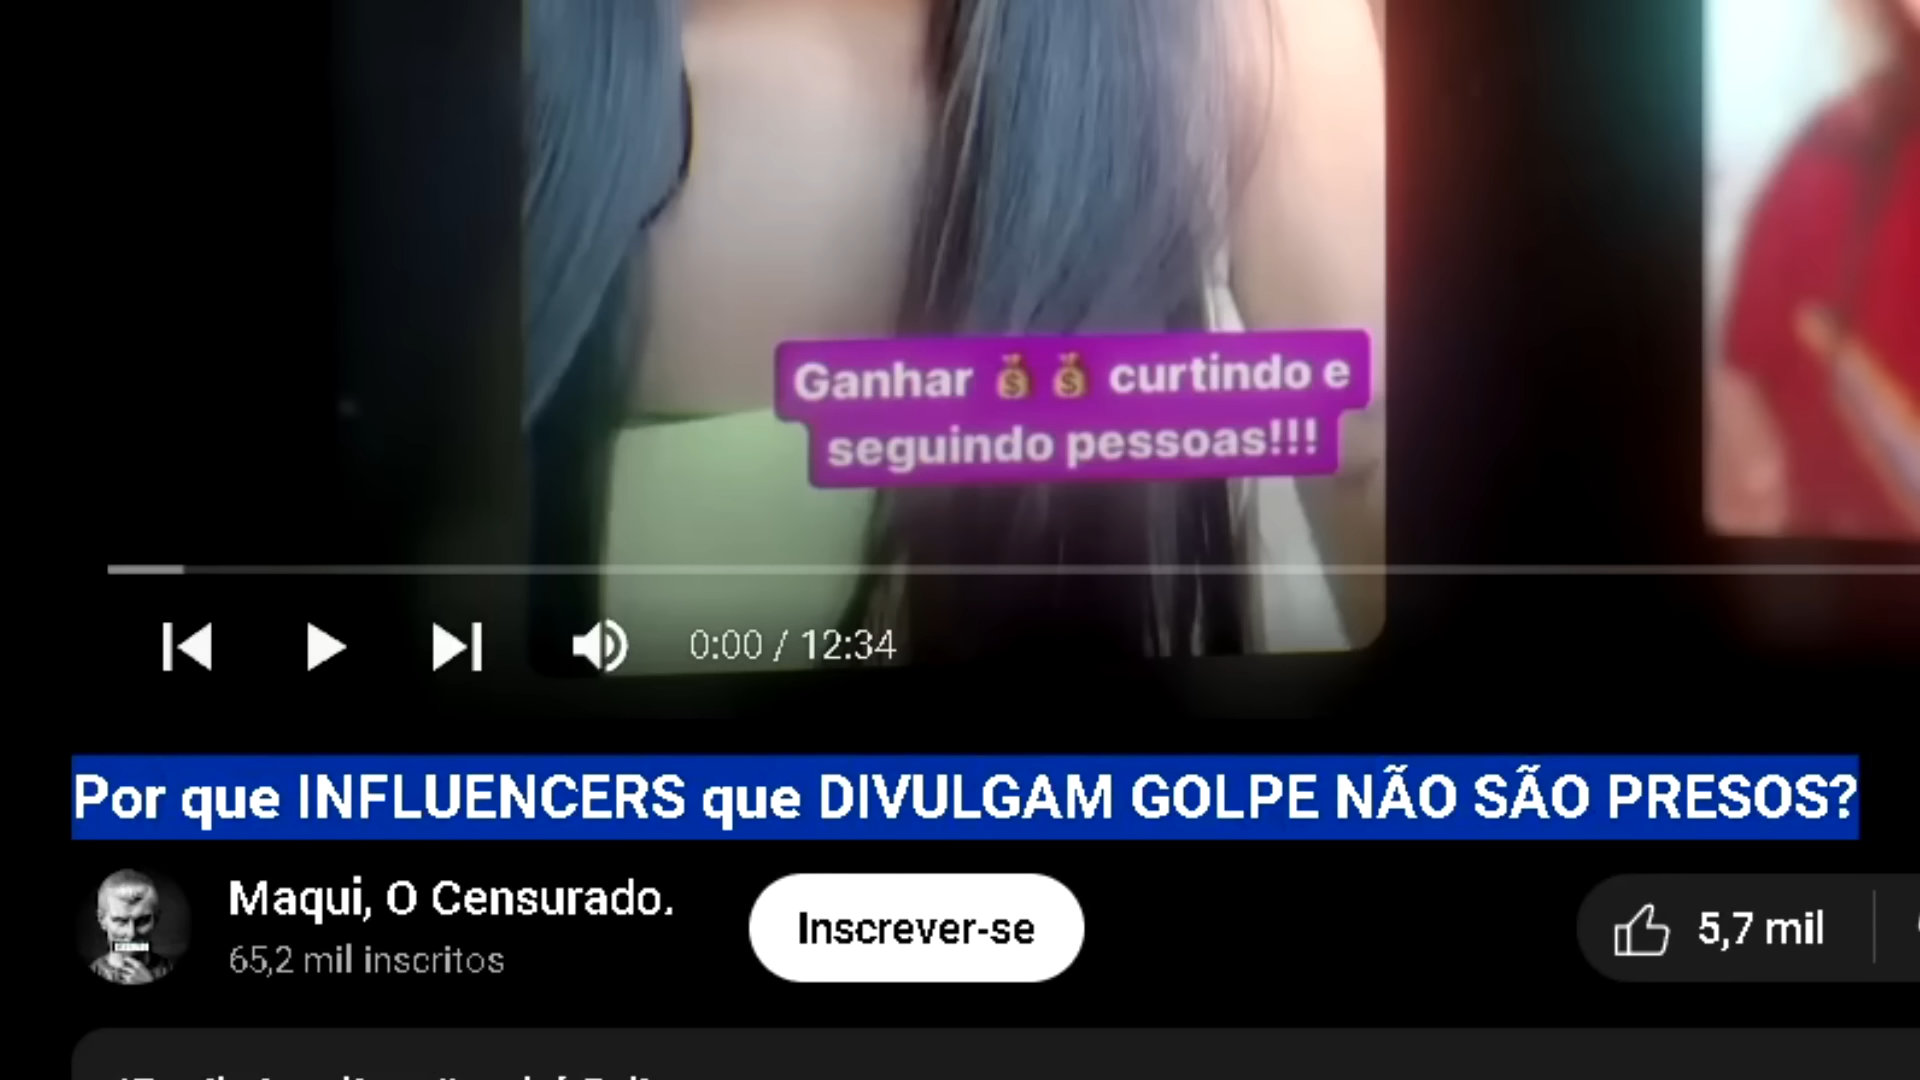 Ganhar 💰 💰 curtindo e
seguindo pessoas!!!
0:00 / 12:34
Por que INFLUENCERS que DIVULGAM GOLPE NÃO SÃO PRESOS?
Maqui, O Censurado.
65,2 mil inscritos
Inscrever-se
5,7 mil